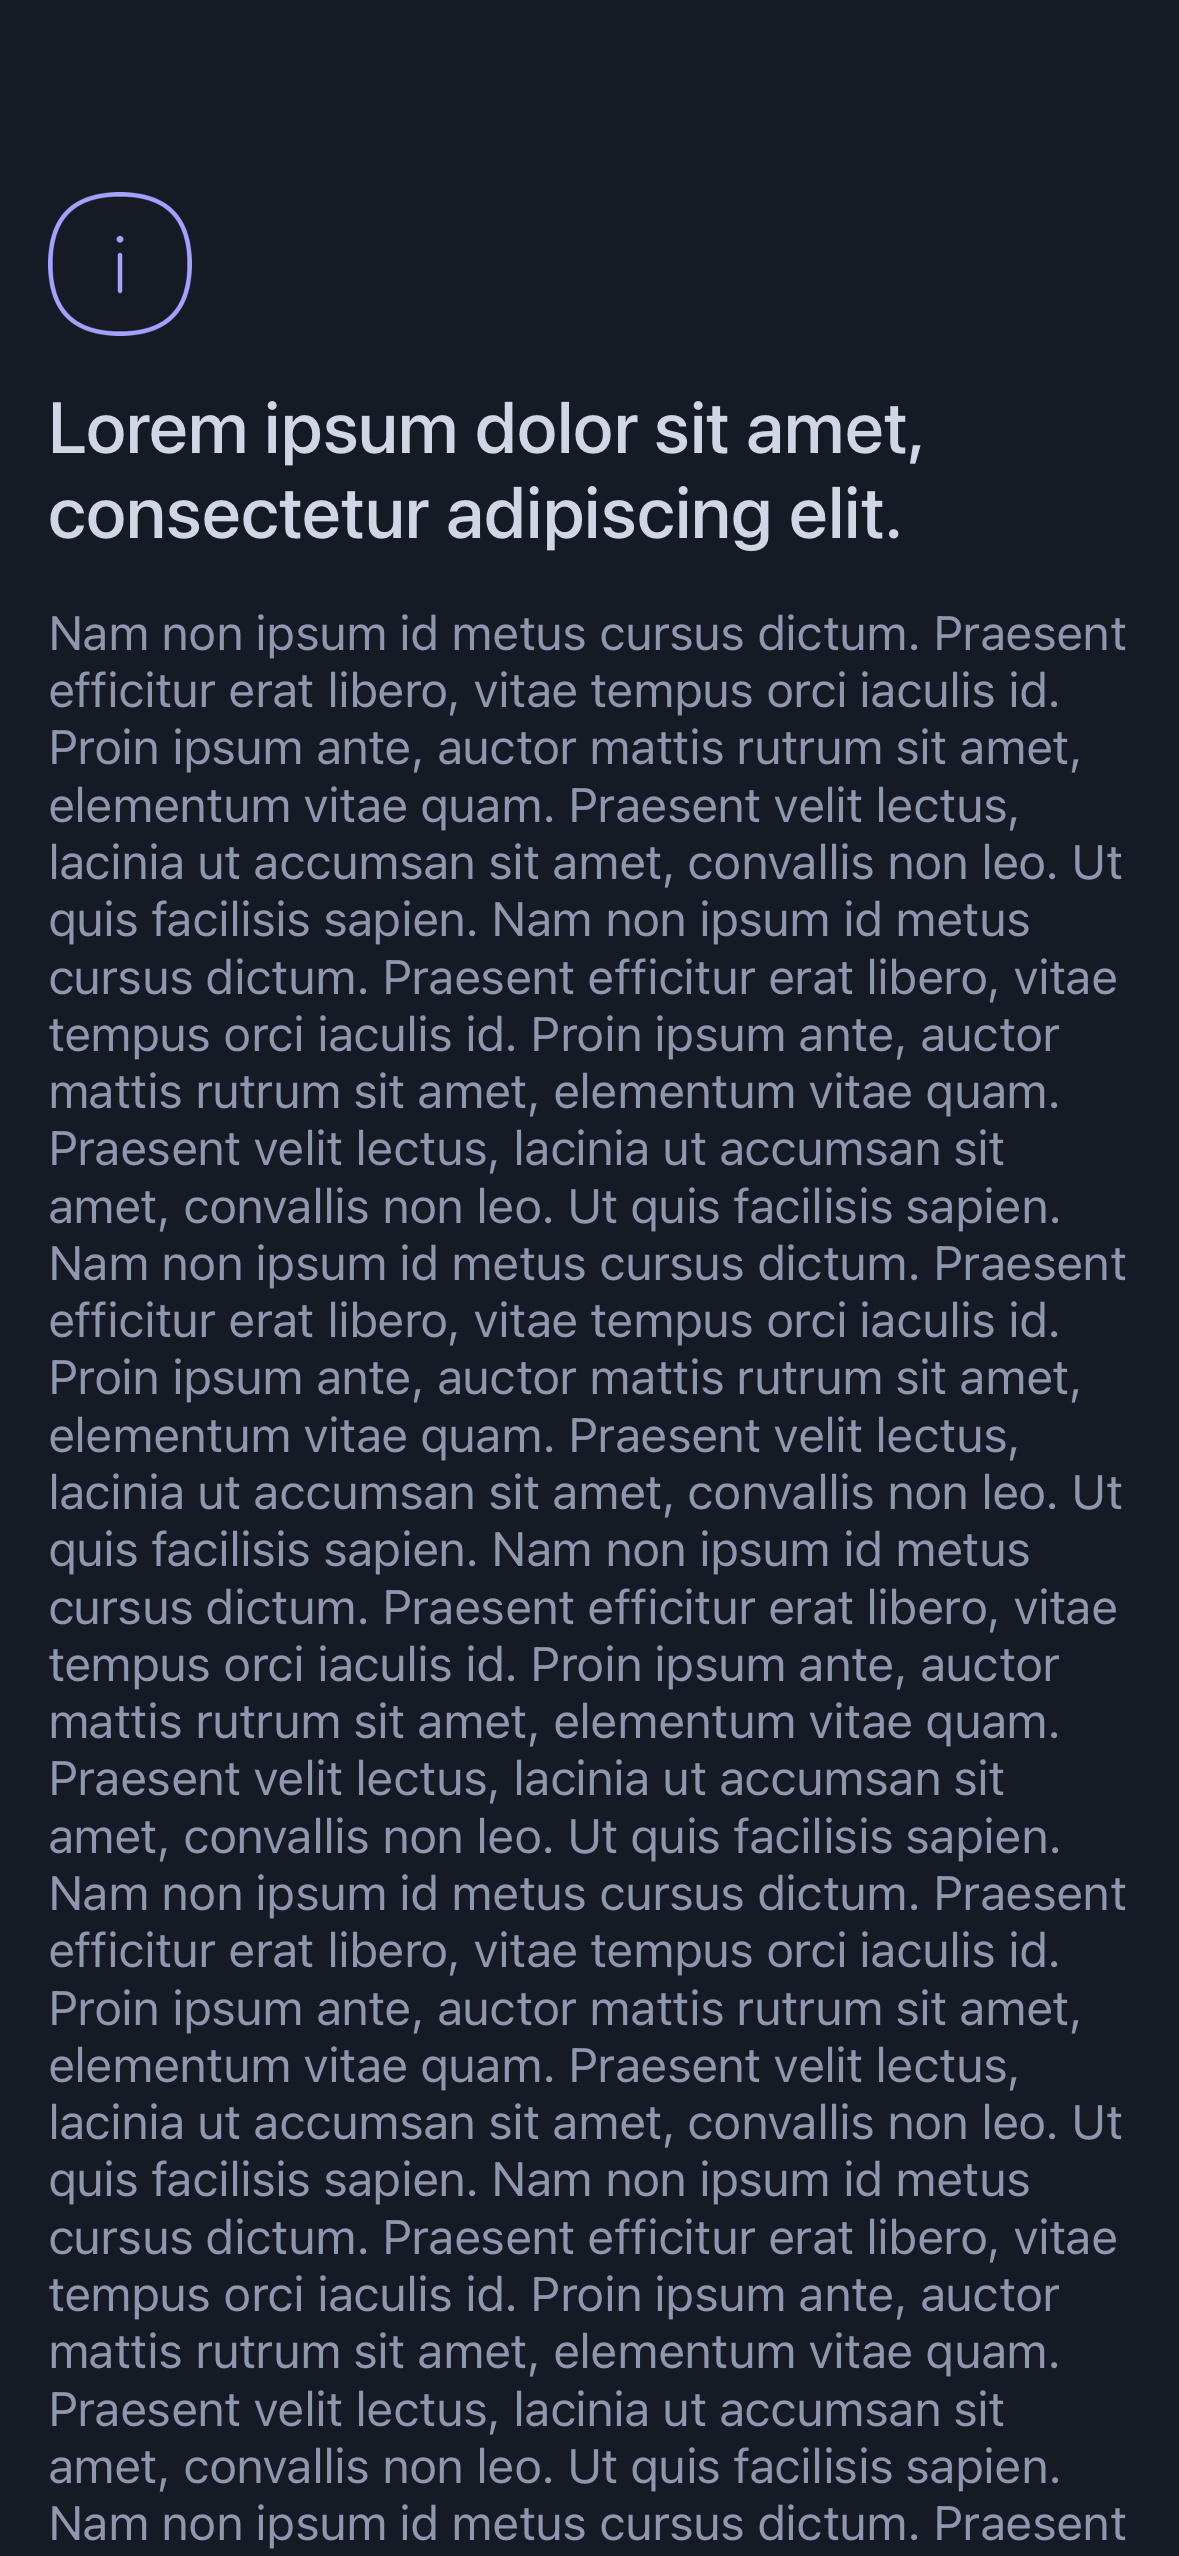 i
Lorem ipsum dolor sit amet,
consectetur adipiscing elit.
Nam non ipsum id metus cursus dictum. Praesent
efficitur erat libero, vitae tempus orci iaculis id.
Proin ipsum ante, auctor mattis rutrum sit amet,
elementum vitae quam. Praesent velit lectus,
lacinia ut accumsan sit amet, convallis non leo. Ut
quis facilisis sapien. Nam non ipsum id metus
cursus dictum. Praesent efficitur erat libero, vitae
tempus orci iaculis id. Proin ipsum ante, auctor
mattis rutrum sit amet, elementum vitae quam.
Praesent velit lectus, lacinia ut accumsan sit
amet, convallis non leo. Ut quis facilisis sapien.
Nam non ipsum id metus cursus dictum. Praesent
efficitur erat libero, vitae tempus orci iaculis id.
Proin ipsum ante, auctor mattis rutrum sit amet,
elementum vitae quam. Praesent velit lectus,
lacinia ut accumsan sit amet, convallis non leo. Ut
quis facilisis sapien. Nam non ipsum id metus
cursus dictum. Praesent efficitur erat libero, vitae
tempus orci iaculis id. Proin ipsum ante, auctor
mattis rutrum sit amet, elementum vitae quam.
Praesent velit lectus, lacinia ut accumsan sit
amet, convallis non leo. Ut quis facilisis sapien.
Nam non ipsum id metus cursus dictum. Praesent
efficitur erat libero, vitae tempus orci iaculis id.
Proin ipsum ante, auctor mattis rutrum sit amet,
elementum vitae quam. Praesent velit lectus,
lacinia ut accumsan sit amet, convallis non leo. Ut
quis facilisis sapien. Nam non ipsum id metus
cursus dictum. Praesent efficitur erat libero, vitae
tempus orci iaculis id. Proin ipsum ante, auctor
mattis rutrum sit amet, elementum vitae quam.
Praesent velit lectus, lacinia ut accumsan sit
amet, convallis non leo. Ut quis facilisis sapien.
Nam non ipsum id metus cursus dictum. Praesent